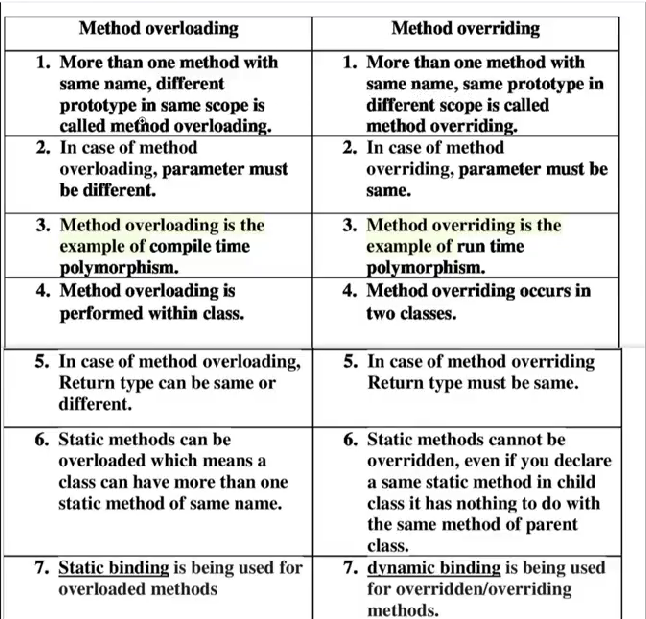 Method overloading
Method overriding
1. More than one method with
same name, different
prototype in same scope is
called method overloading.
1. More than one method with
same name, same prototype in
different scope is called
method overriding.
2. In case of method
overloading, parameter must
be different.
2. In case of method
overriding, parameter must be
same.
3. Method overloading is the
example of compile time
polymorphism.
3. Method overriding is the
example of run time
polymorphism.
4. Method overloading is
performed within class.
4. Method overriding occurs in
two classes.
5. In case of method overloading,
Return type can be same or
different.
5. In case of method overriding
Return type must be same.
6. Static methods can be
overloaded which means a
class can have more than one
static method of same name.
6. Static methods cannot be
overridden, even if you declare
a same static method in child
class it has nothing to do with
the same method of parent
class.
7. Static binding is being used for
overloaded methods
7. dynamic binding is being used
for overridden/overriding
methods.